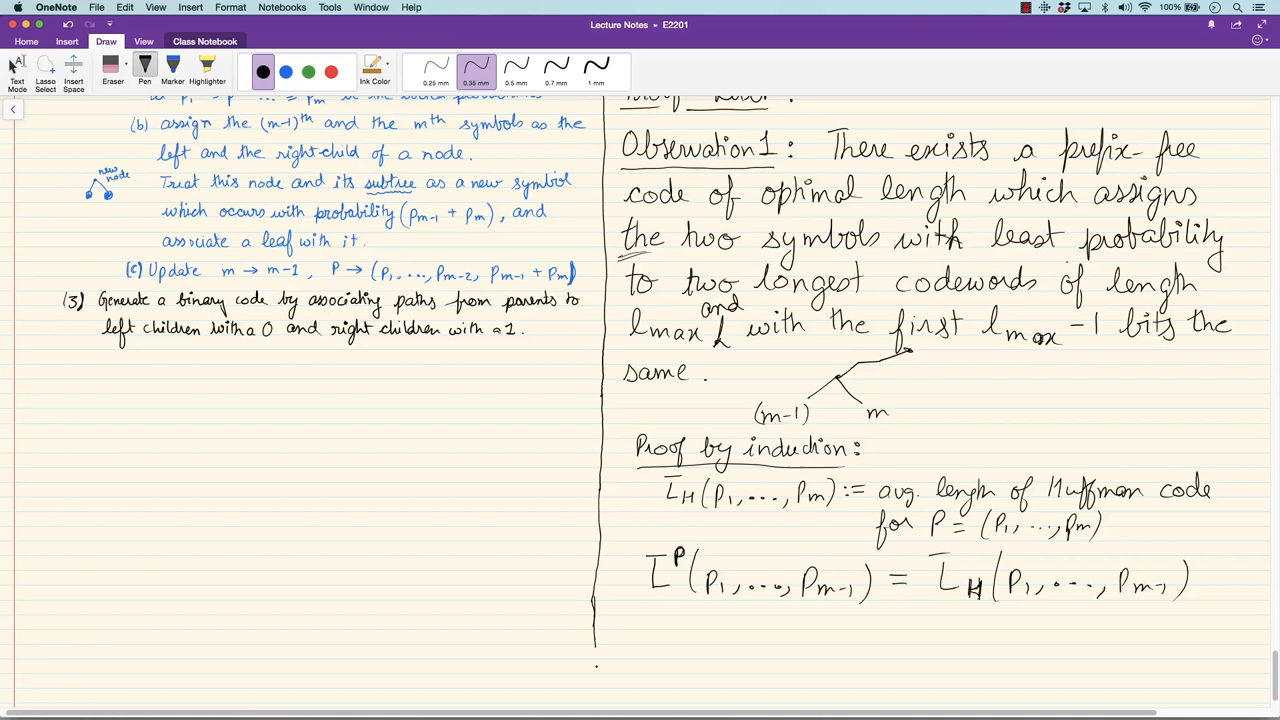 OneNote File Edit View Insert Format Notebooks Tools Window Help
100%
Lecture Notes » E2201
Home Insert Draw View Class Notebook
Text Mode
Lasso Select
Insert Space
Eraser
Pen
Marker
Highlighter
Ink Color
0.25 mm 0.35 mm 0.5 mm 0.7 mm 1 mm
(b) assign the (m-1)th and the mth symbols as the
left and the right child of a node.
new node
Treat this node and its subtree as a new symbol
which occurs with probability (Pm-1 + Pm), and
associate a leaf with it.
(c) Update m → m-1, P → (P1, ..., Pm-2, Pm-1 + Pm)
(3) Generate a binary code by associating paths from parents to
left children with a 0 and right children with a 1.
Observation 1: There exists a prefix-free
code of optimal length which assigns
the two symbols with least probability
to two longest codewords of length
lmax and with the first lmax -1 bits the
same.
(m-1) m
Proof by induction:
L̄H(P1, ..., Pm) := avg. length of Huffman code
for P = (P1, ..., Pm)
L̄P(P1, ..., Pm-1) = L̄H(P1, ..., Pm-1)